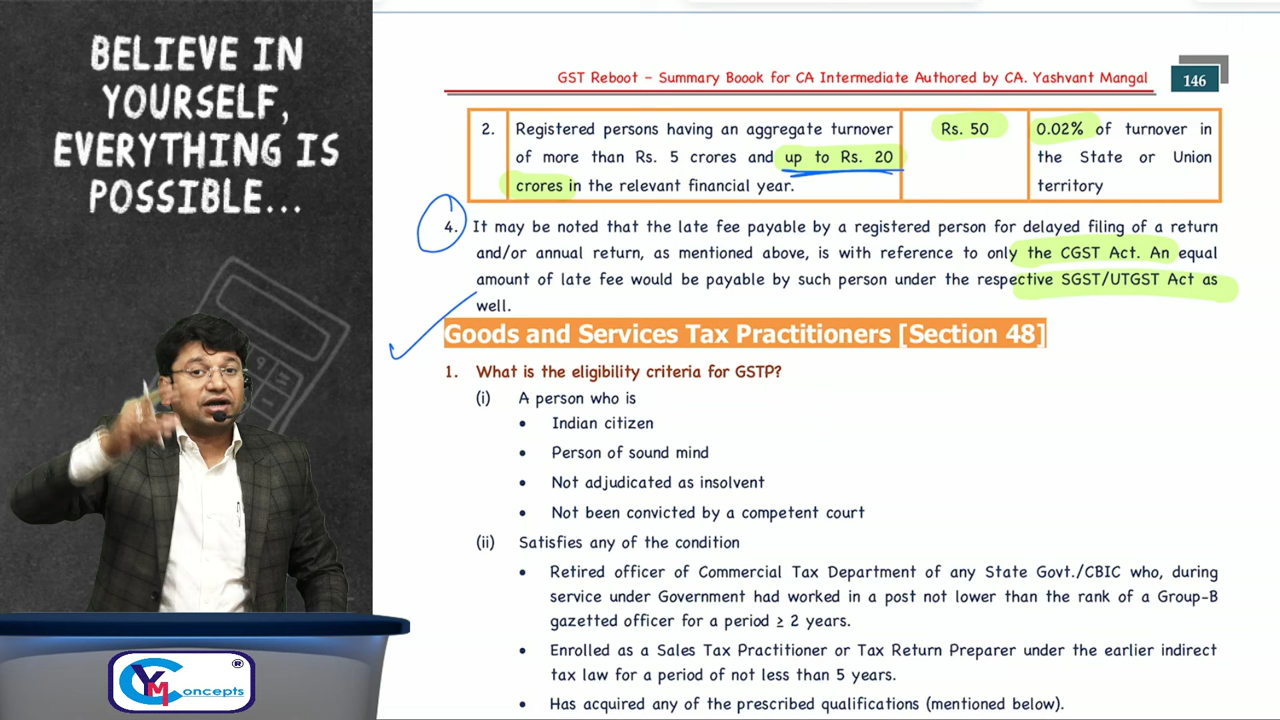 BELIEVE IN
YOURSELF,
EVERYTHING IS
POSSIBLE...
GST Reboot – Summary Boook for CA Intermediate Authored by CA. Yashvant Mangal
146
2. Registered persons having an aggregate turnover Rs. 50 0.02% of turnover in
of more than Rs. 5 crores and up to Rs. 20 the State or Union
crores in the relevant financial year. territory
4. It may be noted that the late fee payable by a registered person for delayed filing of a return
and/or annual return, as mentioned above, is with reference to only the CGST Act. An equal
amount of late fee would be payable by such person under the respective SGST/UTGST Act as
well.
Goods and Services Tax Practitioners [Section 48]
1. What is the eligibility criteria for GSTP?
(i) A person who is
• Indian citizen
• Person of sound mind
• Not adjudicated as insolvent
• Not been convicted by a competent court
(ii) Satisfies any of the condition
• Retired officer of Commercial Tax Department of any State Govt./CBIC who, during
service under Government had worked in a post not lower than the rank of a Group-B
gazetted officer for a period ≥ 2 years.
• Enrolled as a Sales Tax Practitioner or Tax Return Preparer under the earlier indirect
tax law for a period of not less than 5 years.
• Has acquired any of the prescribed qualifications (mentioned below).
YM Concepts ®